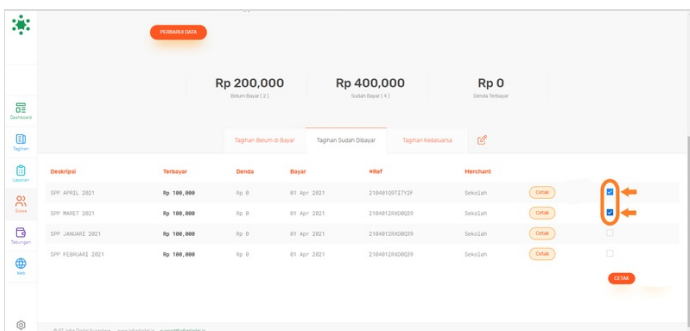 PERBARUI DATA
Rp 200,000 Rp 400,000 Rp 0
Belum Bayar ( 2 ) Sudah Bayar ( 4 ) Denda Terbayar
Dashboard
Tagihan Belum di Bayar Tagihan Sudah Dibayar Tagihan Kedaluarsa
Tagihan
Deskripsi Terbayar Denda Bayar #Ref Merchant
Laporan
SPP APRIL 2021 Rp 100,000 Rp 0 01 Apr 2021 Sekolah Cetak
Siswa
SPP MARET 2021 Rp 100,000 Rp 0 01 Apr 2021 Sekolah Cetak
SPP JANUARI 2021 Rp 100,000 Rp 0 01 Apr 2021 Sekolah Cetak
Tabungan
SPP FEBRUARI 2021 Rp 100,000 Rp 0 01 Apr 2021 Sekolah Cetak
Web
CETAK